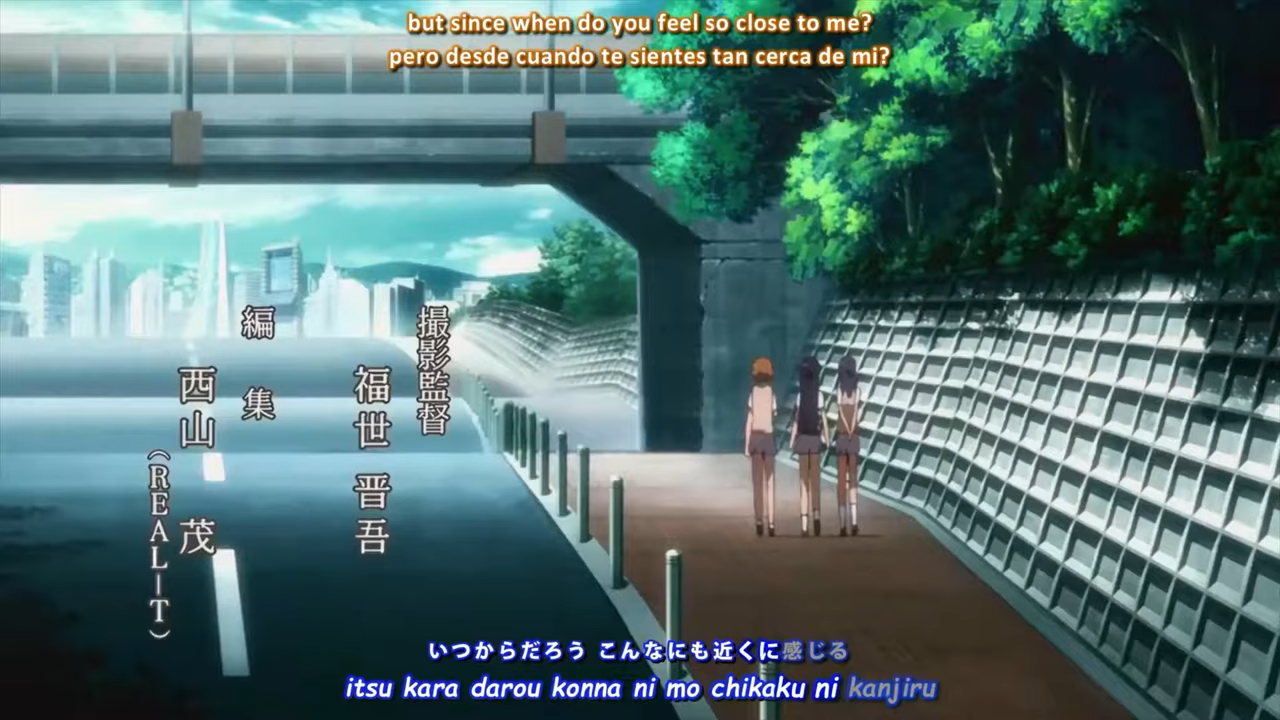 but since when do you feel so close to me?
pero desde cuando te sientes tan cerca de mi?
撮影監督
福世 晋吾
編 集
西山 茂
（REAL－T）
いつからだろう こんなにも近くに感じる
itsu kara darou konna ni mo chikaku ni kanjiru